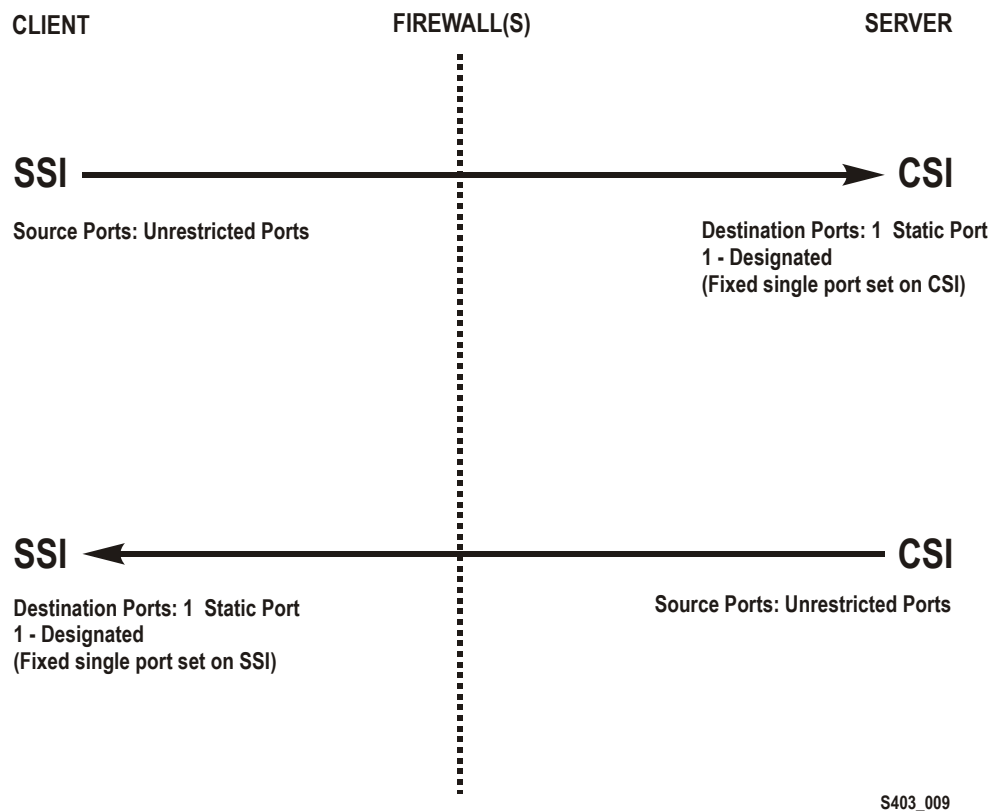 CLIENT FIREWALL(S) SERVER
SSI CSI
Source Ports: Unrestricted Ports
Destination Ports: 1 Static Port
1 - Designated
(Fixed single port set on CSI)
SSI CSI
Destination Ports: 1 Static Port
1 - Designated
(Fixed single port set on SSI)
Source Ports: Unrestricted Ports
S403_009